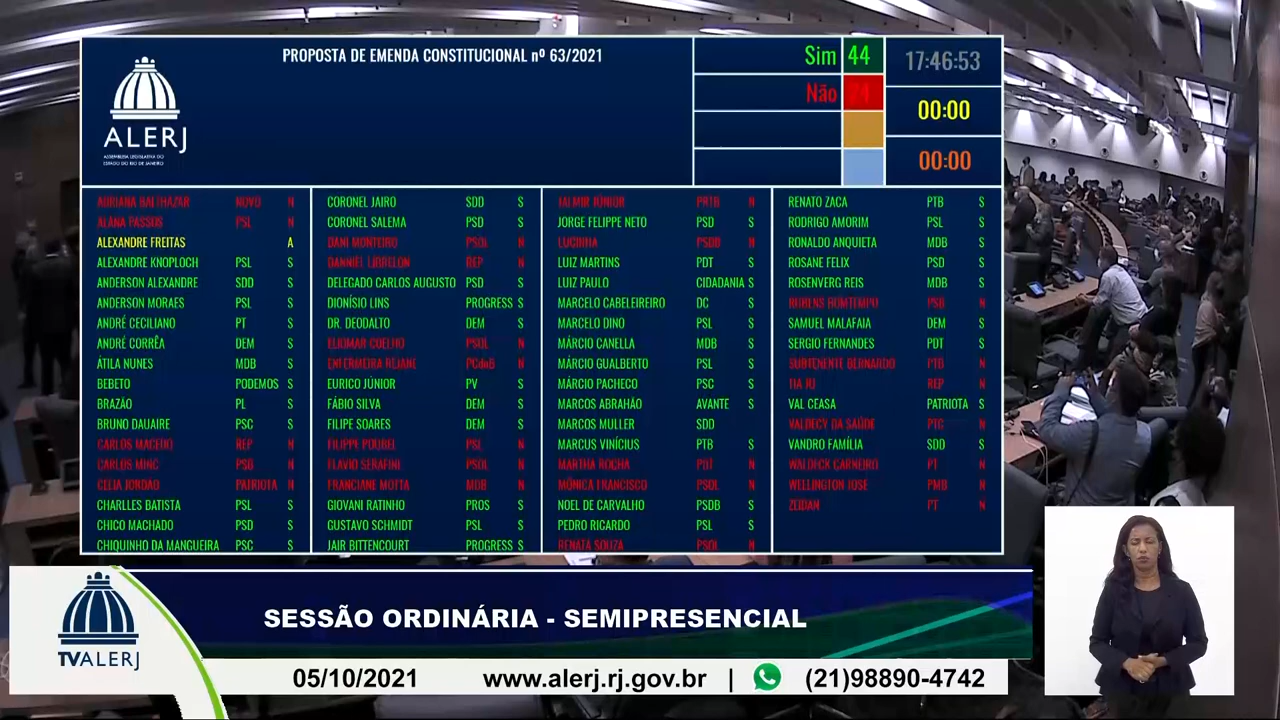 PROPOSTA DE EMENDA CONSTITUCIONAL nº 63/2021
Sim 44
Não 24
17:46:53
00:00
00:00
ALERJ
ASSEMBLEIA LEGISLATIVA DO
ESTADO DO RIO DE JANEIRO
ADRIANA BALTHAZAR NOVO N
ALANA PASSOS PSL N
ALEXANDRE FREITAS A
ALEXANDRE KNOPLOCH PSL S
ANDERSON ALEXANDRE SDD S
ANDERSON MORAES PSL S
ANDRÉ CECILIANO PT S
ANDRÉ CORRÊA DEM S
ÁTILA NUNES MDB S
BEBETO PODEMOS S
BRAZÃO PL S
BRUNO DAUAIRE PSC S
CARLOS MACEDO REP N
CARLOS MINC PSB N
CÉLIA JORDÃO PATRIOTA N
CHARLLES BATISTA PSL S
CHICO MACHADO PSD S
CHIQUINHO DA MANGUEIRA PSC S
CORONEL JAIRO SDD S
CORONEL SALEMA PSD S
DANI MONTEIRO PSOL N
DANNIEL LIBRELON REP N
DELEGADO CARLOS AUGUSTO PSD S
DIONÍSIO LINS PROGRESS S
DR. DEODALTO DEM S
ELIOMAR COELHO PSOL N
ENFERMEIRA REJANE PCdoB N
EURICO JÚNIOR PV S
FÁBIO SILVA DEM S
FILIPE SOARES DEM S
FILIPPE POUBEL PSL N
FLAVIO SERAFINI PSOL N
FRANCIANE MOTTA MDB N
GIOVANI RATINHO PROS S
GUSTAVO SCHMIDT PSL S
JAIR BITTENCOURT PROGRESS S
JALMIR JÚNIOR PRTB N
JORGE FELIPPE NETO PSD S
LUCINHA PSDB N
LUIZ MARTINS PDT S
LUIZ PAULO CIDADANIA S
MARCELO CABELEIREIRO DC S
MARCELO DINO PSL S
MÁRCIO CANELLA MDB S
MÁRCIO GUALBERTO PSL S
MÁRCIO PACHECO PSC S
MARCOS ABRAHÃO AVANTE S
MARCOS MULLER SDD
MARCUS VINÍCIUS PTB S
MARTHA ROCHA PDT N
MÔNICA FRANCISCO PSOL N
NOEL DE CARVALHO PSDB S
PEDRO RICARDO PSL S
RENATA SOUZA PSOL N
RENATO ZACA PTB S
RODRIGO AMORIM PSL S
RONALDO ANQUIETA MDB S
ROSANE FELIX PSD S
ROSENVERG REIS MDB S
RUBENS BOMTEMPO PSB N
SAMUEL MALAFAIA DEM S
SERGIO FERNANDES PDT S
SUBTENENTE BERNARDO PTB N
TIA JU REP N
VAL CEASA PATRIOTA S
VALDECY DA SAÚDE PTC N
VANDRO FAMÍLIA SDD S
WALDECK CARNEIRO PT N
WELLINGTON JOSÉ PMB N
ZEIDAN PT N
TVALERJ
SESSÃO ORDINÁRIA - SEMIPRESENCIAL
05/10/2021 www.alerj.rj.gov.br | (21)98890-4742